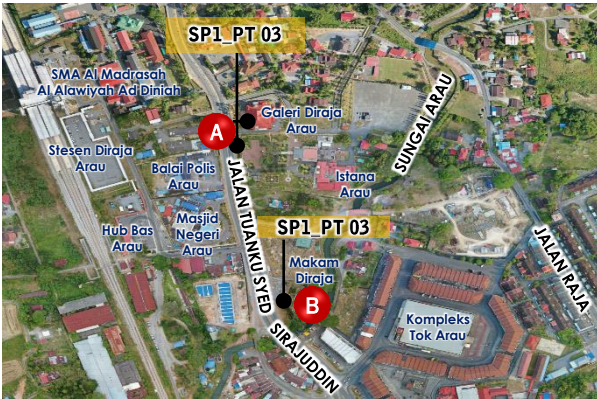 SP1_PT 03
SMA Al Madrasah
Al Alawiyah Ad Diniah
Galeri Diraja
Arau
A
SUNGAI ARAU
Stesen Diraja
Arau
Balai Polis
Arau
Istana
Arau
JALAN TUANKU SYED SIRAJUDDIN
Masjid
Negeri
Arau
Hub Bas
Arau
SP1_PT 03
JALAN RAJA
Makam
Diraja
B
Kompleks
Tok Arau